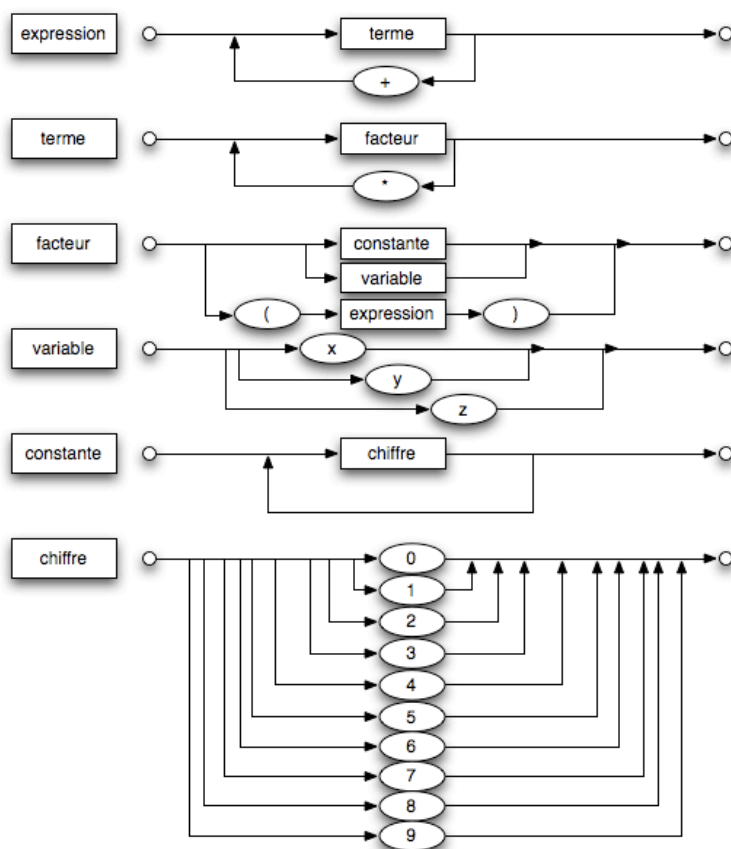 expression terme
+
terme facteur
*
facteur constante
variable
( expression )
variable x
y
z
constante chiffre
chiffre 0
1
2
3
4
5
6
7
8
9